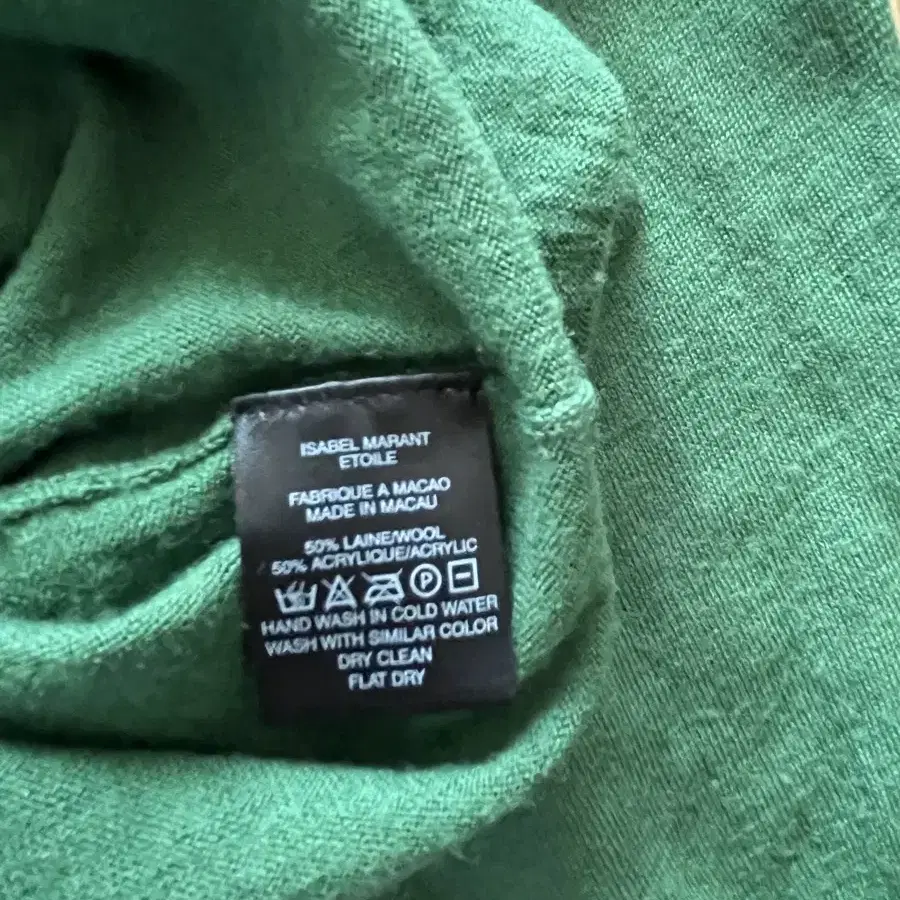 ISABEL MARANT
ETOILE
FABRIQUE A MACAO
MADE IN MACAU
50% LAINE/WOOL
50% ACRYLIQUE/ACRYLIC
P
HAND WASH IN COLD WATER
WASH WITH SIMILAR COLOR
DRY CLEAN
FLAT DRY